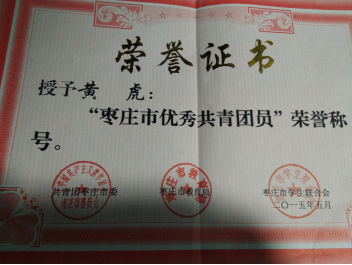 荣誉证书
授予黄 虎：
“枣庄市优秀共青团员”荣誉称
号。
共青团枣庄市委 枣庄市教育局 枣庄市学生联合会
二〇一五年五月